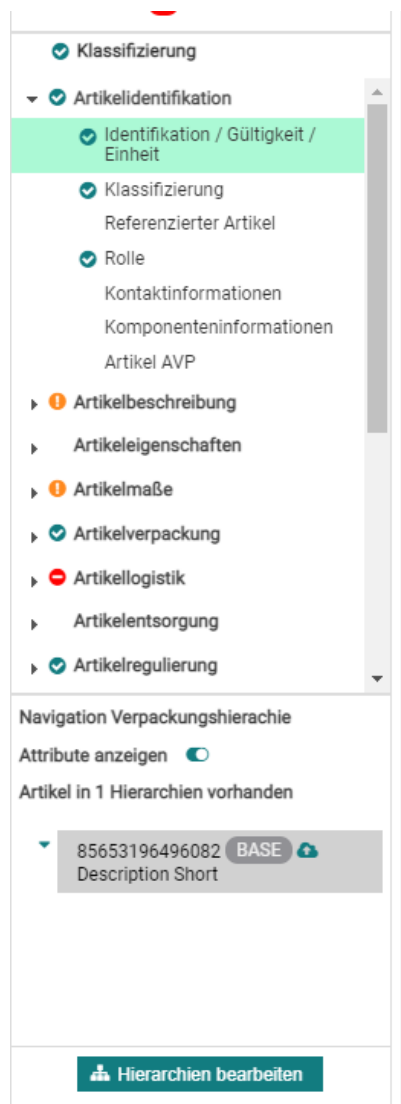 Klassifizierung
Artikelidentifikation
Identifikation / Gültigkeit /
Einheit
Klassifizierung
Referenzierter Artikel
Rolle
Kontaktinformationen
Komponenteninformationen
Artikel AVP
Artikelbeschreibung
Artikeleigenschaften
Artikelmaße
Artikelverpackung
Artikellogistik
Artikelentsorgung
Artikelregulierung
Navigation Verpackungshierachie
Attribute anzeigen
Artikel in 1 Hierarchien vorhanden
85653196496082 BASE
Description Short
Hierarchien bearbeiten